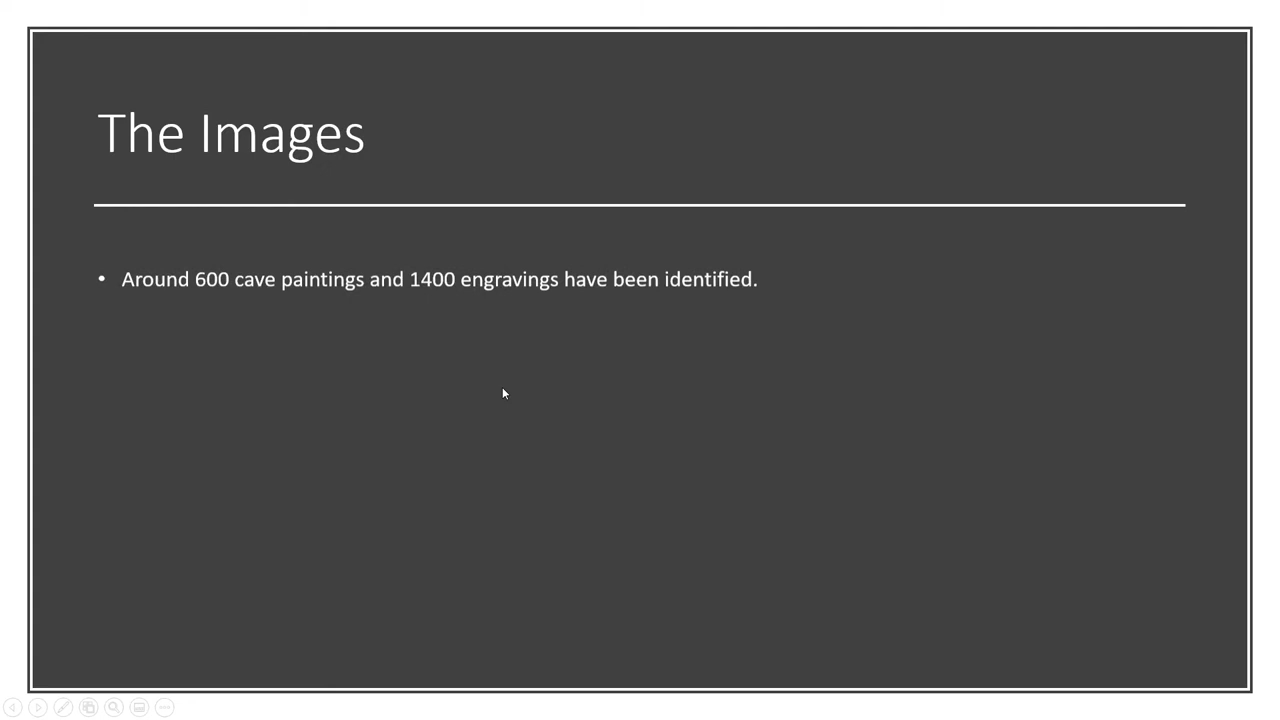 The Images
• Around 600 cave paintings and 1400 engravings have been identified.